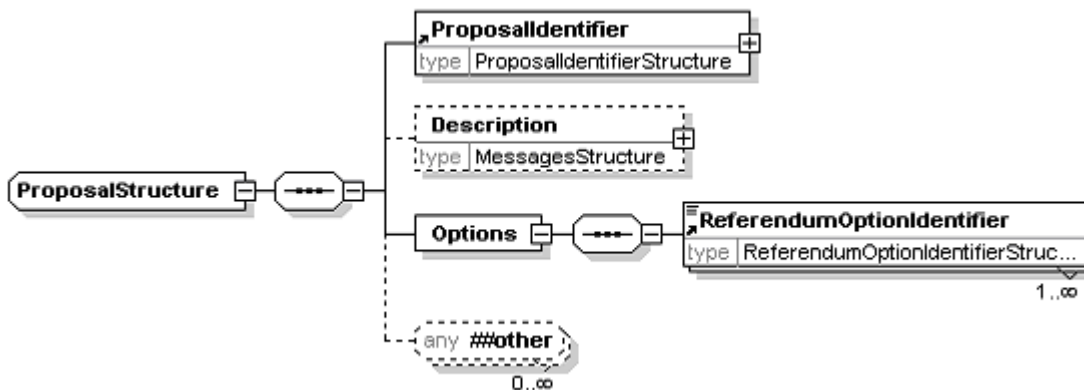 ProposalIdentifier
type ProposalIdentifierStructure
Description
type MessagesStructure
ProposalStructure
Options
ReferendumOptionIdentifier
type ReferendumOptionIdentifierStruc...
1..∞
any ##other
0..∞